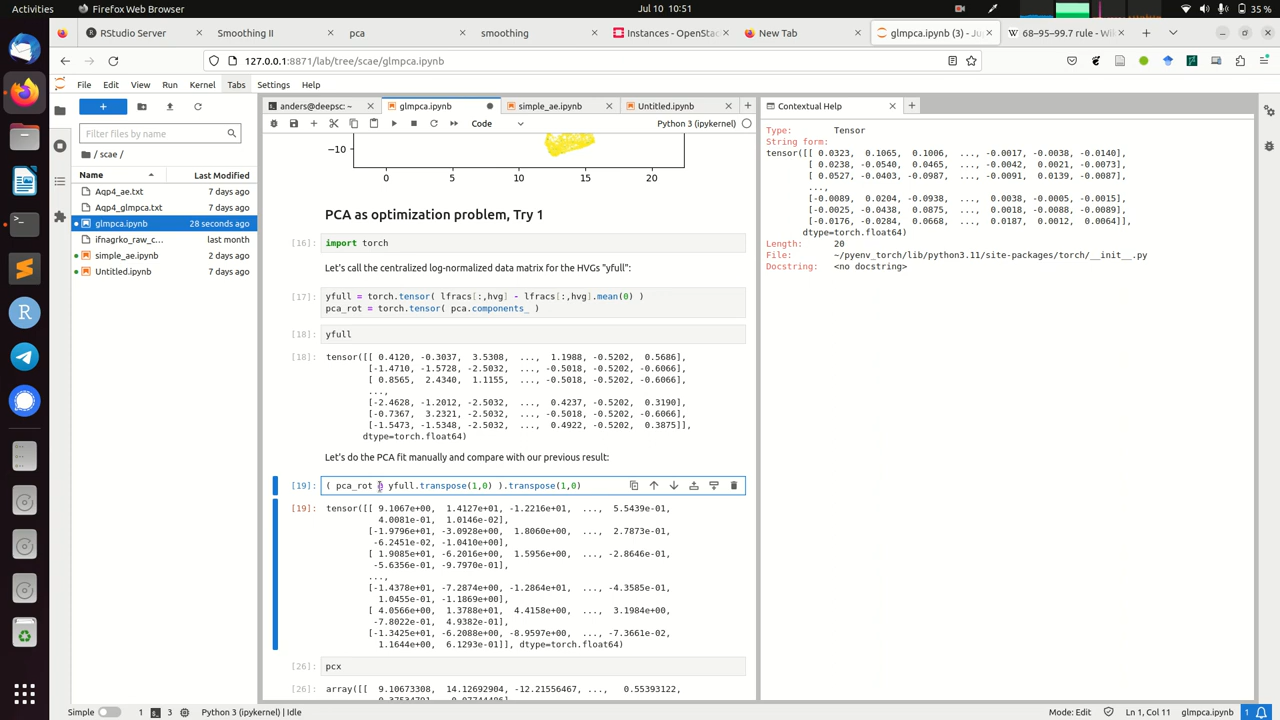 Activities
Firefox Web Browser
Jul 10 10:51
35 %
RStudio Server
Smoothing II
pca
smoothing
Instances - OpenStac
New Tab
glmpca.ipynb (3) - Ju
68–95–99.7 rule - Wik
127.0.0.1:8871/lab/tree/scae/glmpca.ipynb
File Edit View Run Kernel Tabs Settings Help
Filter files by name
/ scae /
Name Last Modified
Aqp4_ae.txt 7 days ago
Aqp4_glmpca.txt 7 days ago
glmpca.ipynb 28 seconds ago
ifnagrko_raw_c... last month
simple_ae.ipynb 2 days ago
Untitled.ipynb 7 days ago
anders@deepsc: ~
glmpca.ipynb
simple_ae.ipynb
Untitled.ipynb
Code
Python 3 (ipykernel)
−10
0 5 10 15 20
PCA as optimization problem, Try 1
[16]: import torch
Let's call the centralized log-normalized data matrix for the HVGs "yfull":
[17]: yfull = torch.tensor( lfracs[:,hvg] - lfracs[:,hvg].mean(0) )
pca_rot = torch.tensor( pca.components_ )
[18]: yfull
[18]: tensor([[ 0.4120, -0.3037, 3.5308, ..., 1.1988, -0.5202, 0.5686],
[-1.4710, -1.5728, -2.5032, ..., -0.5018, -0.5202, -0.6066],
[ 0.8565, 2.4340, 1.1155, ..., -0.5018, -0.5202, -0.6066],
...,
[-2.4628, -1.2012, -2.5032, ..., 0.4237, -0.5202, 0.3190],
[-0.7367, 3.2321, -2.5032, ..., -0.5018, -0.5202, -0.6066],
[-1.5473, -1.5348, -2.5032, ..., 0.4922, -0.5202, 0.3875]],
dtype=torch.float64)
Let's do the PCA fit manually and compare with our previous result:
[19]: ( pca_rot @ yfull.transpose(1,0) ).transpose(1,0)
[19]: tensor([[ 9.1067e+00, 1.4127e+01, -1.2216e+01, ..., 5.5439e-01,
4.0081e-01, 1.0146e-02],
[-1.9796e+01, -3.0928e+01, 1.8060e+01, ..., 2.7873e-01,
-6.2451e-02, -1.0410e+00],
[ 1.9085e+01, -6.2016e+01, 1.5956e+01, ..., -2.8646e-01,
-5.6356e-01, -9.7970e-01],
...,
[-1.4378e+01, -7.2874e+00, -1.2864e+01, ..., -4.3585e-01,
1.0455e-01, -1.1869e+00],
[ 4.0566e+00, 1.3788e+01, 4.4158e+00, ..., 3.1984e+00,
-7.8022e-01, 4.9382e-01],
[-1.3425e+01, -6.2088e+00, -8.9597e+00, ..., -7.3661e-02,
1.1644e+00, 6.1293e-01]], dtype=torch.float64)
[26]: pcx
[26]: array([[ 9.10673308, 14.12692904, -12.21556467, ..., 0.55393122,
Contextual Help
Type: Tensor
String form:
tensor([[ 0.0323, 0.1065, 0.1006, ..., -0.0017, -0.0038, -0.0140],
[ 0.0238, -0.0540, 0.0465, ..., -0.0042, 0.0021, -0.0073],
[ 0.0527, -0.0403, -0.0987, ..., -0.0091, 0.0139, -0.0087],
...,
[-0.0089, 0.0204, -0.0938, ..., 0.0038, -0.0005, -0.0015],
[-0.0025, -0.0438, 0.0875, ..., 0.0018, -0.0088, -0.0089],
[-0.0176, -0.0284, 0.0668, ..., 0.0187, 0.0012, 0.0064]],
dtype=torch.float64)
Length: 20
File: ~/pyenv_torch/lib/python3.11/site-packages/torch/__init__.py
Docstring: <no docstring>
Simple 1 3 Python 3 (ipykernel) | Idle
Mode: Edit Ln 1, Col 11 glmpca.ipynb 1